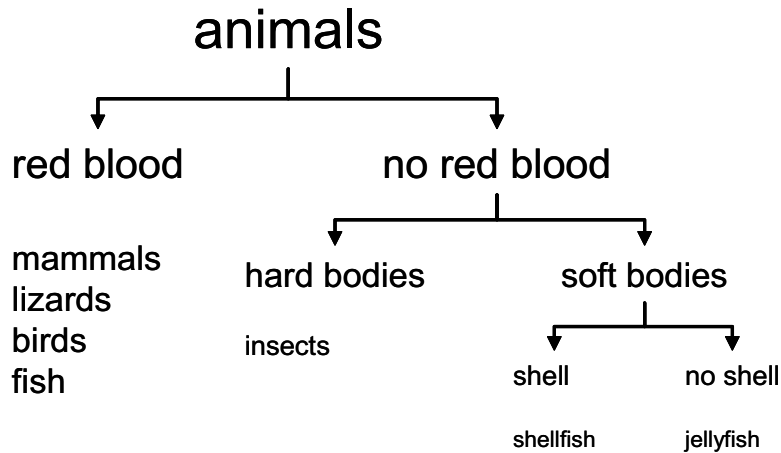 animals
red blood
no red blood
mammals
lizards
birds
fish
hard bodies
soft bodies
insects
shell
no shell
shellfish
jellyfish